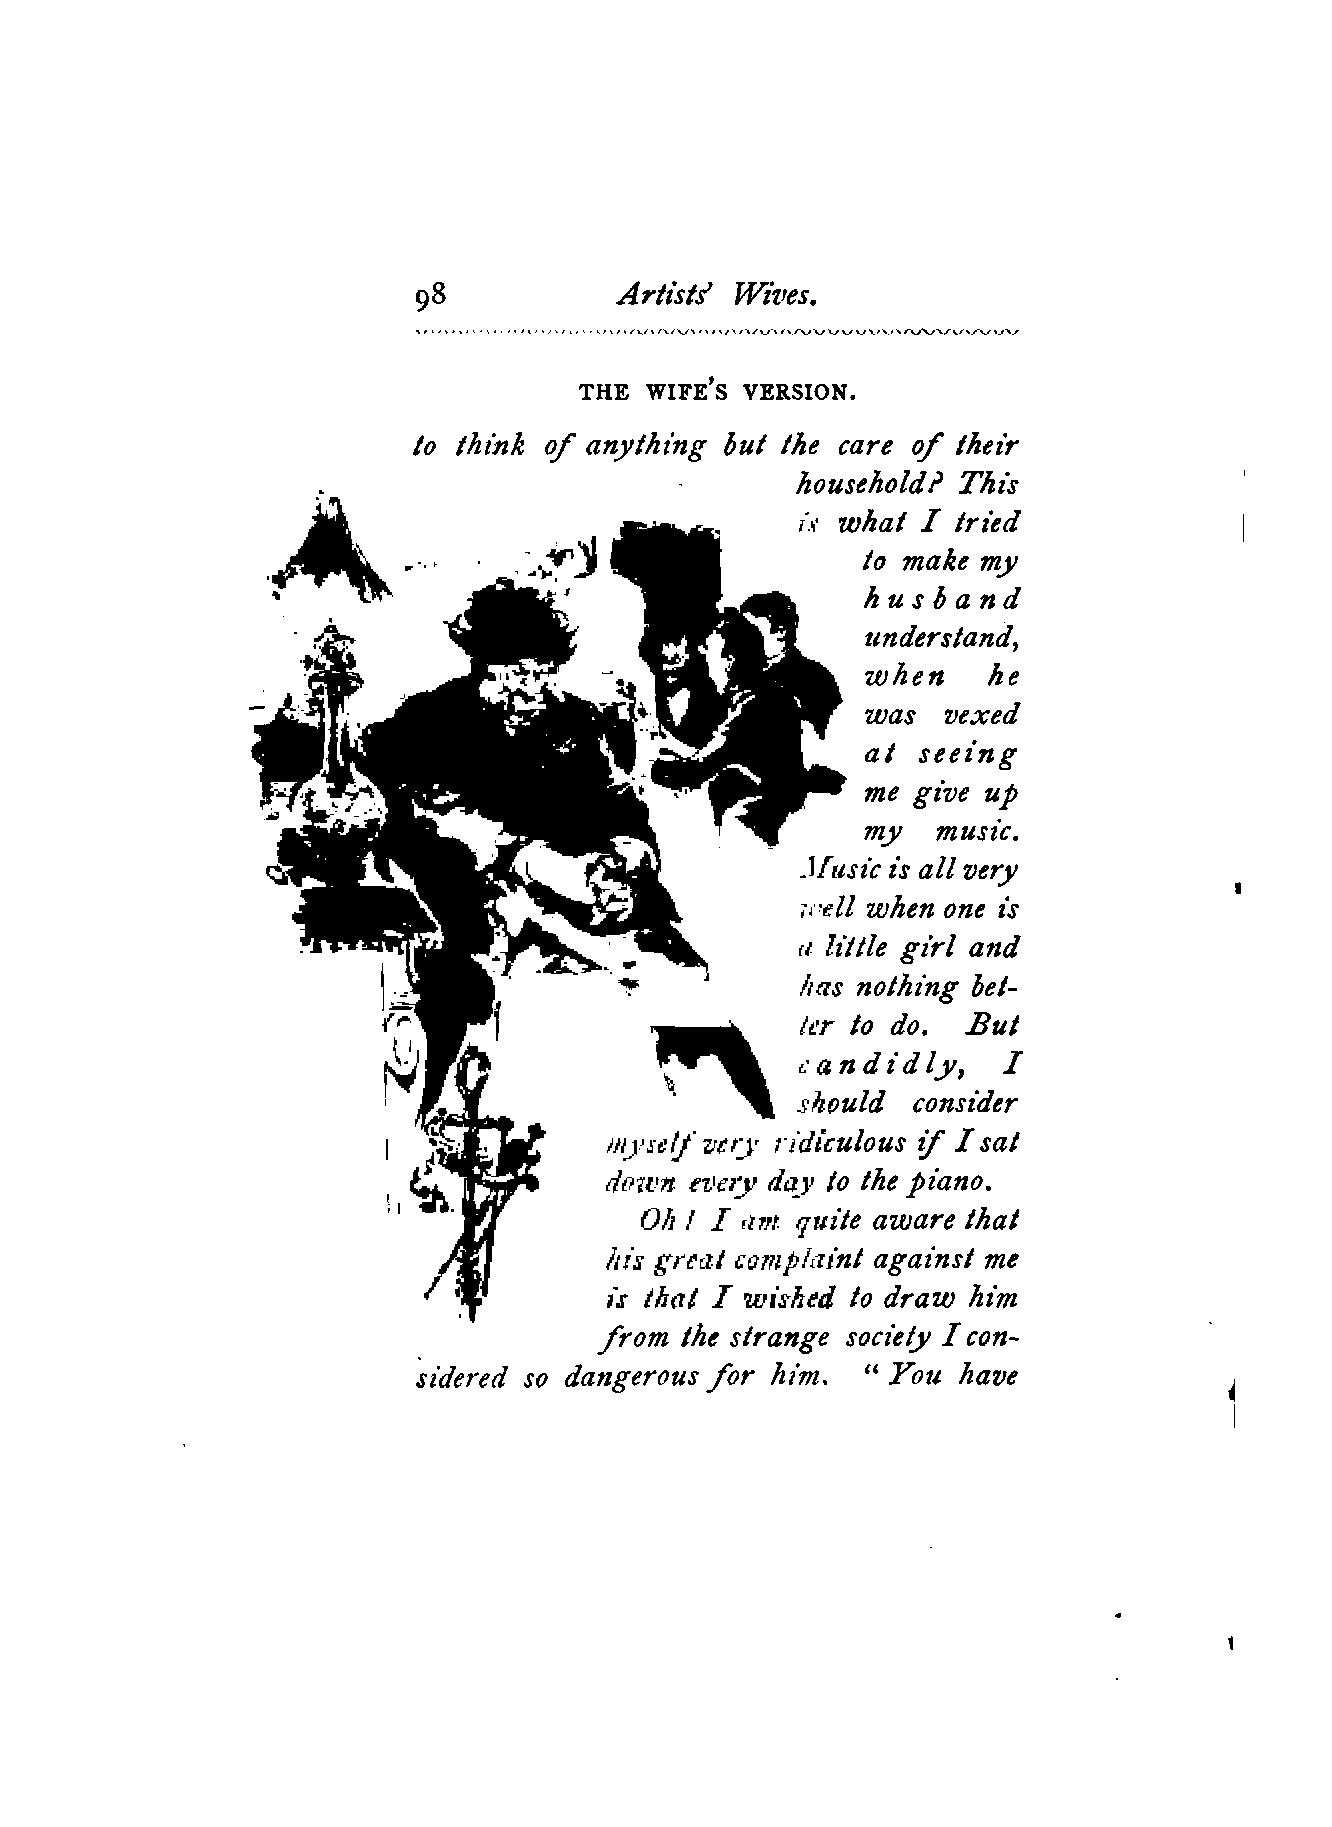 98 Artists' Wives.
THE WIFE'S VERSION.
to think of anything but the care of their
household? This
is what I tried
to make my
husband
understand,
when he
was vexed
at seeing
me give up
my music.
Music is all very
well when one is
a little girl and
has nothing bet-
ter to do. But
candidly, I
should consider
myself very ridiculous if I sat
down every day to the piano.
Oh! I am quite aware that
his great complaint against me
is that I wished to draw him
from the strange society I con-
sidered so dangerous for him. "You have